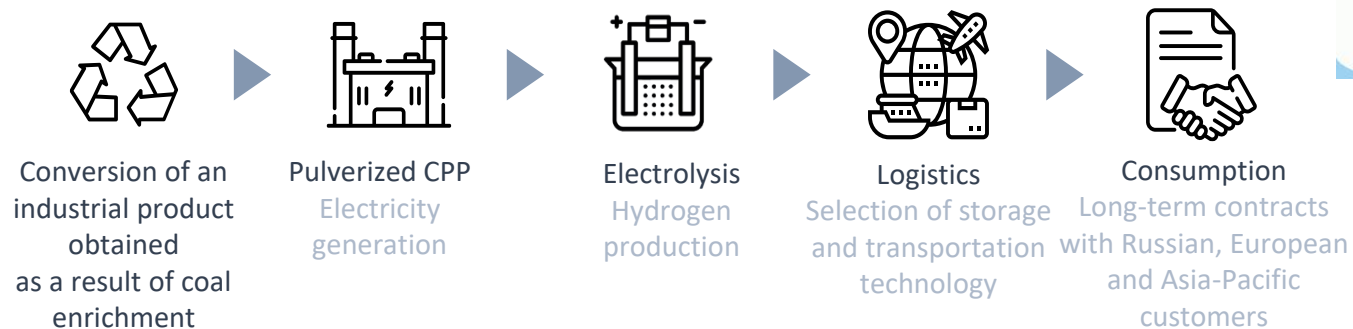 Conversion of an
industrial product
obtained
as a result of coal
enrichment
Pulverized CPP
Electricity
generation
Electrolysis
Hydrogen
production
Logistics
Selection of storage
and transportation
technology
Consumption
Long-term contracts
with Russian, European
and Asia-Pacific
customers